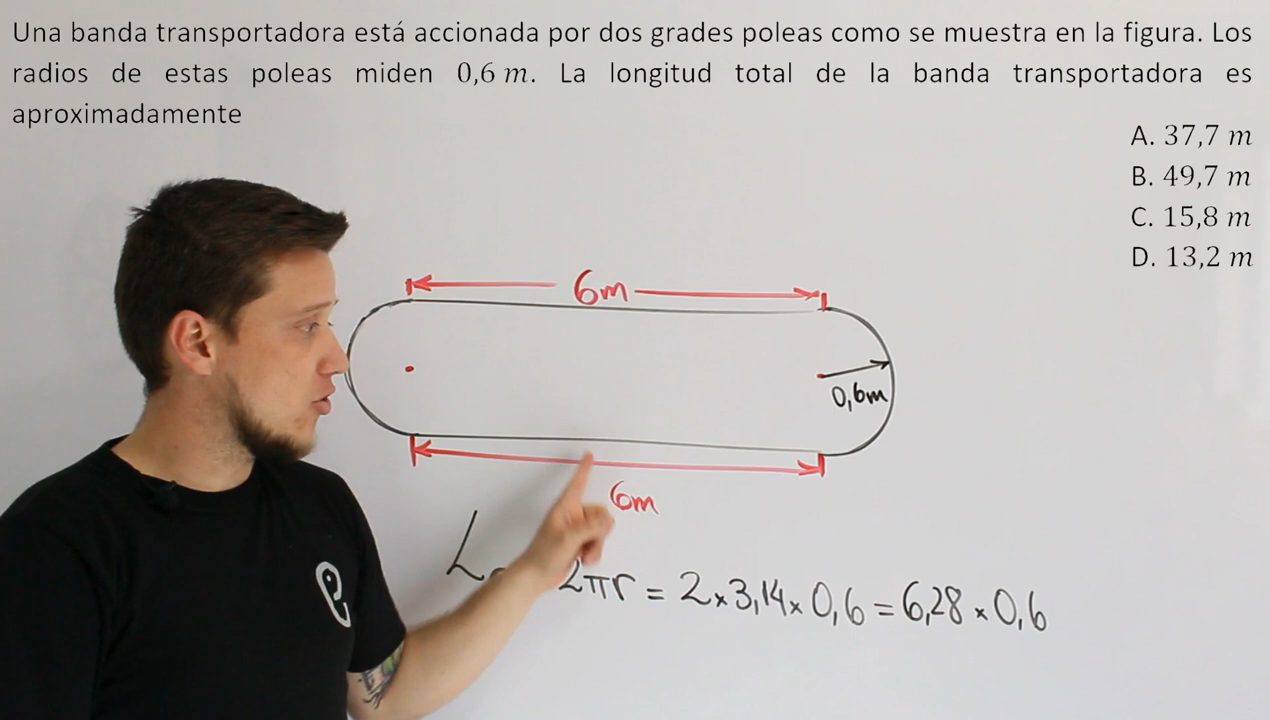 Una banda transportadora está accionada por dos grades poleas como se muestra en la figura. Los
radios de estas poleas miden 0,6 m. La longitud total de la banda transportadora es
aproximadamente
A. 37,7 m
B. 49,7 m
C. 15,8 m
D. 13,2 m
6m
0,6m
6m
L 2πr = 2×3,14×0,6 = 6,28 × 0,6